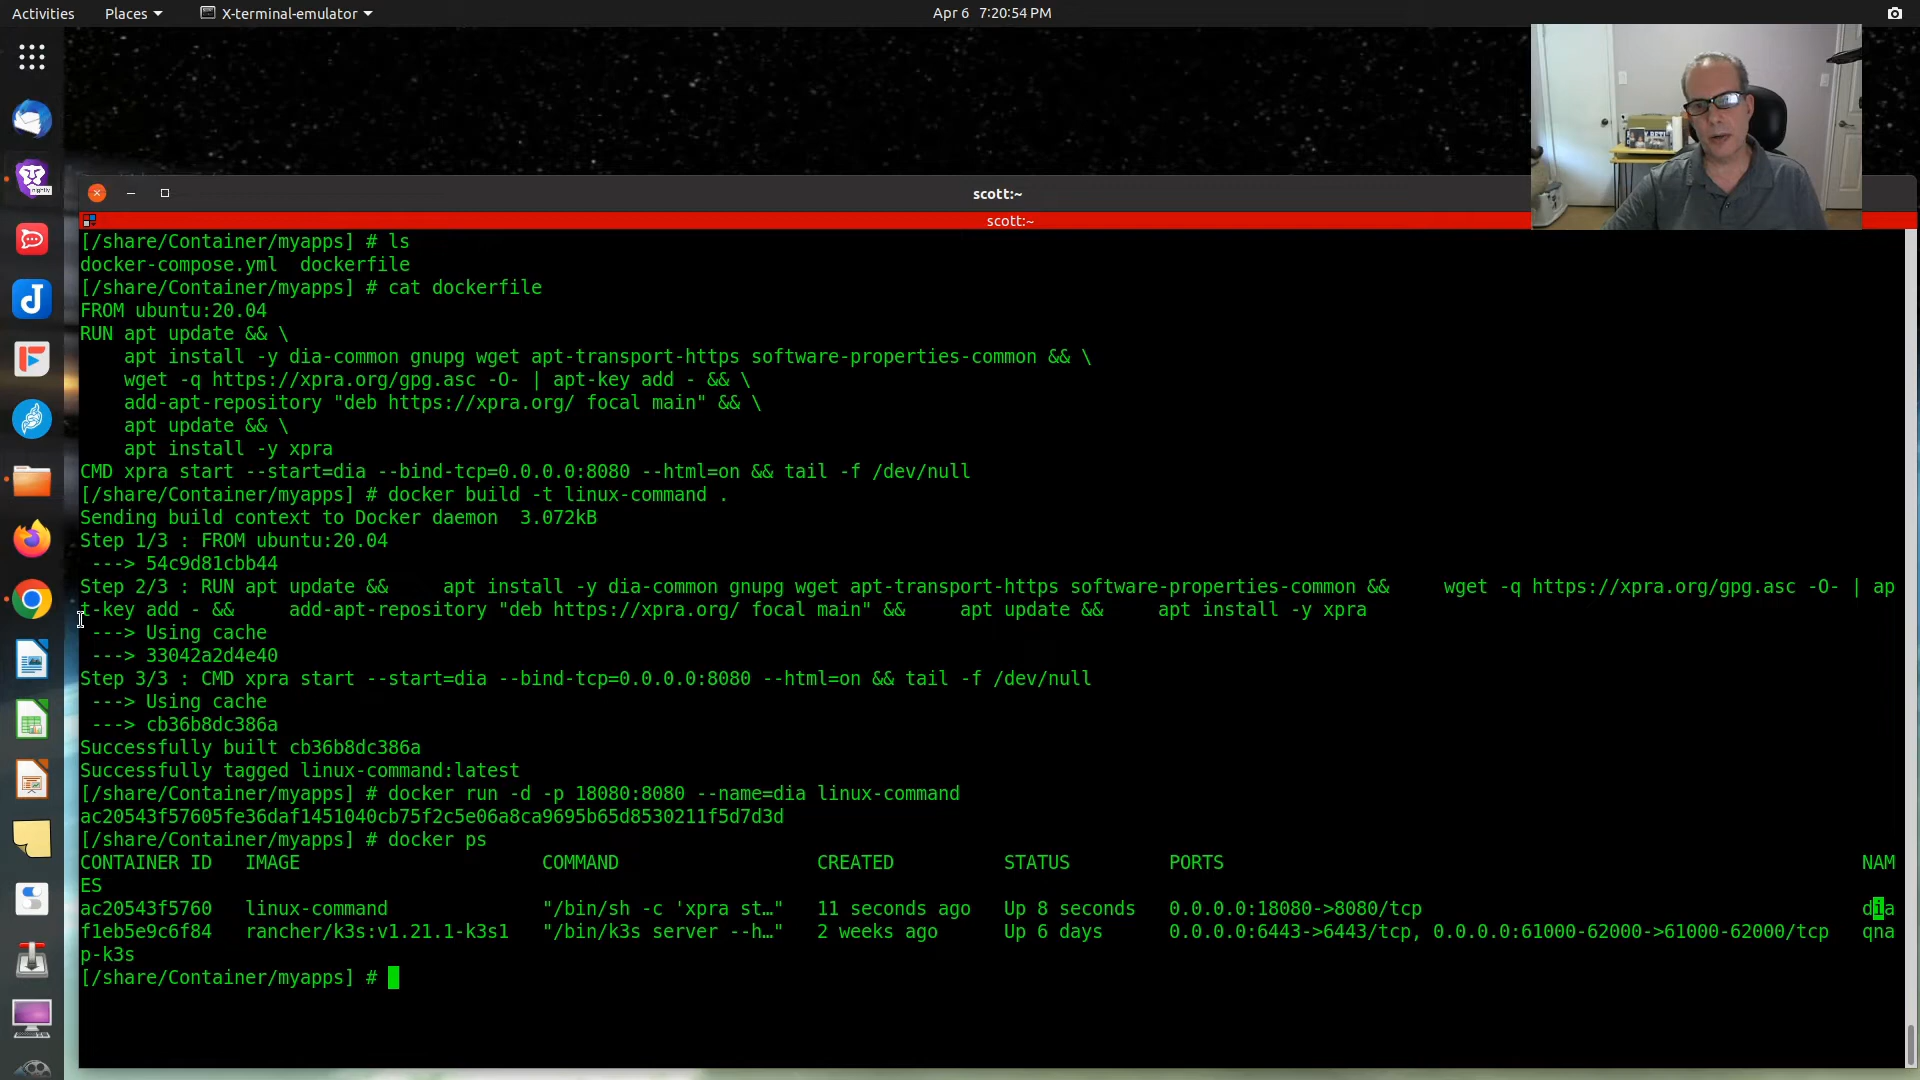 Activities Places X-terminal-emulator Apr 6 7:20:54 PM
scott:~
scott:~
[/share/Container/myapps] # ls
docker-compose.yml  dockerfile
[/share/Container/myapps] # cat dockerfile
FROM ubuntu:20.04
RUN apt update && \
    apt install -y dia-common gnupg wget apt-transport-https software-properties-common && \
    wget -q https://xpra.org/gpg.asc -O- | apt-key add - && \
    add-apt-repository "deb https://xpra.org/ focal main" && \
    apt update && \
    apt install -y xpra
CMD xpra start --start=dia --bind-tcp=0.0.0.0:8080 --html=on && tail -f /dev/null
[/share/Container/myapps] # docker build -t linux-command .
Sending build context to Docker daemon  3.072kB
Step 1/3 : FROM ubuntu:20.04
 ---> 54c9d81cbb44
Step 2/3 : RUN apt update &&     apt install -y dia-common gnupg wget apt-transport-https software-properties-common &&     wget -q https://xpra.org/gpg.asc -O- | ap
t-key add - &&     add-apt-repository "deb https://xpra.org/ focal main" &&     apt update &&     apt install -y xpra
 ---> Using cache
 ---> 33042a2d4e40
Step 3/3 : CMD xpra start --start=dia --bind-tcp=0.0.0.0:8080 --html=on && tail -f /dev/null
 ---> Using cache
 ---> cb36b8dc386a
Successfully built cb36b8dc386a
Successfully tagged linux-command:latest
[/share/Container/myapps] # docker run -d -p 18080:8080 --name=dia linux-command
ac20543f57605fe36daf1451040cb75f2c5e06a8ca9695b65d8530211f5d7d3d
[/share/Container/myapps] # docker ps
CONTAINER ID   IMAGE   COMMAND   CREATED   STATUS   PORTS   NAM
ES
ac20543f5760   linux-command   "/bin/sh -c 'xpra st…"   11 seconds ago   Up 8 seconds   0.0.0.0:18080->8080/tcp   dia
f1eb5e9c6f84   rancher/k3s:v1.21.1-k3s1   "/bin/k3s server --h…"   2 weeks ago   Up 6 days   0.0.0.0:6443->6443/tcp, 0.0.0.0:61000-62000->61000-62000/tcp   qna
p-k3s
[/share/Container/myapps] #